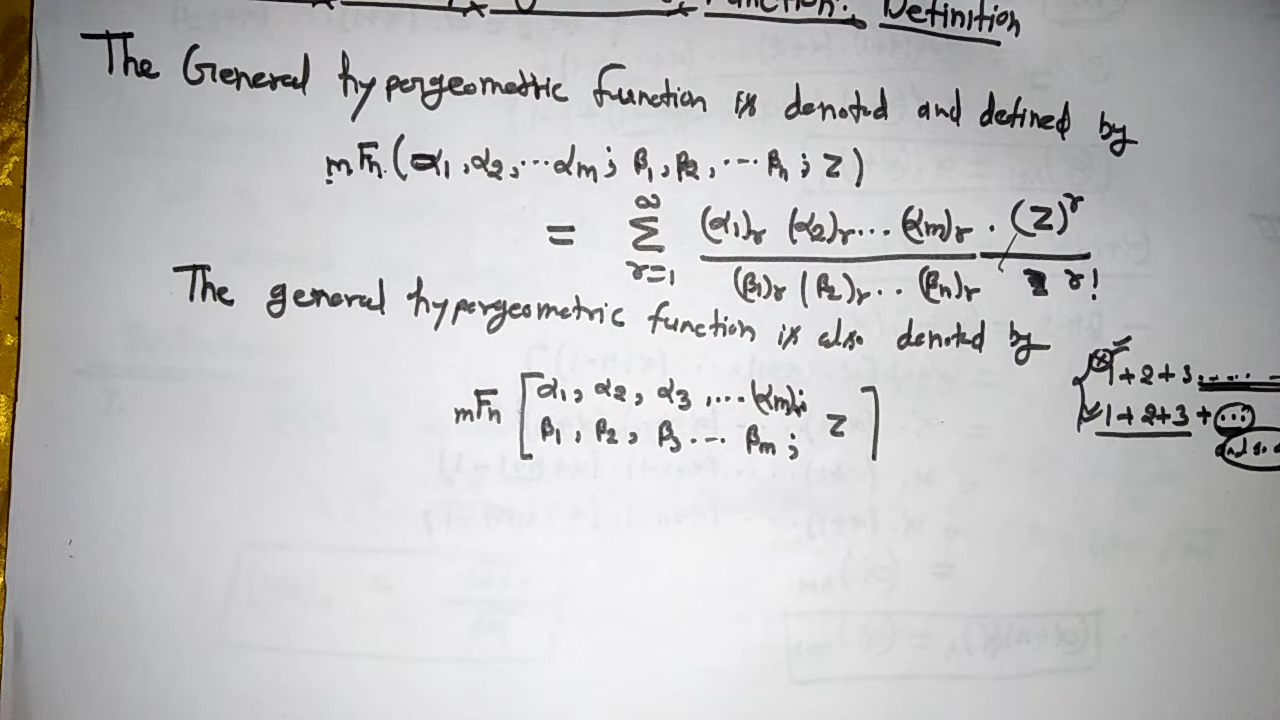 Function: Definition
The General hypergeometric function is denoted and defined by
mFn (α1, α2, ... αm; β1, β2, ... βn; z)
= ∞ Σ r=1 (α1)r (α2)r ... (αm)r . (z)^r / (β1)r (β2)r .. (βn)r r!
The general hypergeometric function is also denoted by
mFn [α1, α2, α3, ... (αm); β1, β2, β3 ... βm; z]
1+2+3.....
1+2+3+...